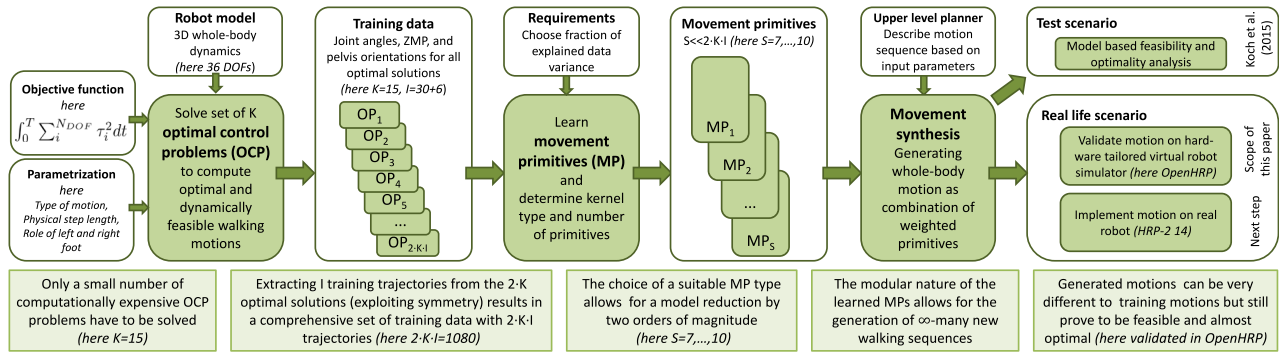 Robot model
3D whole-body
dynamics
(here 36 DOFs)
Objective function
here
∫₀ᵀ ∑ᵢᴺᴰᴼᶠ τᵢ² dt
Parametrization
here
Type of motion,
Physical step length,
Role of left and right
foot
Solve set of K
optimal control
problems (OCP)
to compute
optimal and
dynamically
feasible walking
motions
Training data
Joint angles, ZMP, and
pelvis orientations for all
optimal solutions
(here K=15, I=30+6)
OP₁
OP₂
OP₃
OP₄
OP₅
...
OP₂·K·I
Requirements
Choose fraction of
explained data
variance
Learn
movement
primitives (MP)
and
determine kernel
type and number
of primitives
Movement primitives
S<<2·K·I (here S=7,...,10)
MP₁
MP₂
...
MPₛ
Upper level planner
Describe motion
sequence based on
input parameters
Movement
synthesis
Generating
whole-body
motion as
combination of
weighted
primitives
Test scenario
Model based feasibility and
optimality analysis
Koch et al.
(2015)
Real life scenario
Validate motion on hard-
ware tailored virtual robot
simulator (here OpenHRP)
Scope of
this paper
Implement motion on real
robot (HRP-2 14)
Next step
Only a small number of
computationally expensive OCP
problems have to be solved
(here K=15)
Extracting I training trajectories from the 2·K
optimal solutions (exploiting symmetry) results in
a comprehensive set of training data with 2·K·I
trajectories (here 2·K·I=1080)
The choice of a suitable MP type
allows for a model reduction by
two orders of magnitude
(here S=7,...,10)
The modular nature of the
learned MPs allows for the
generation of ∞-many new
walking sequences
Generated motions can be very
different to training motions but still
prove to be feasible and almost
optimal (here validated in OpenHRP)